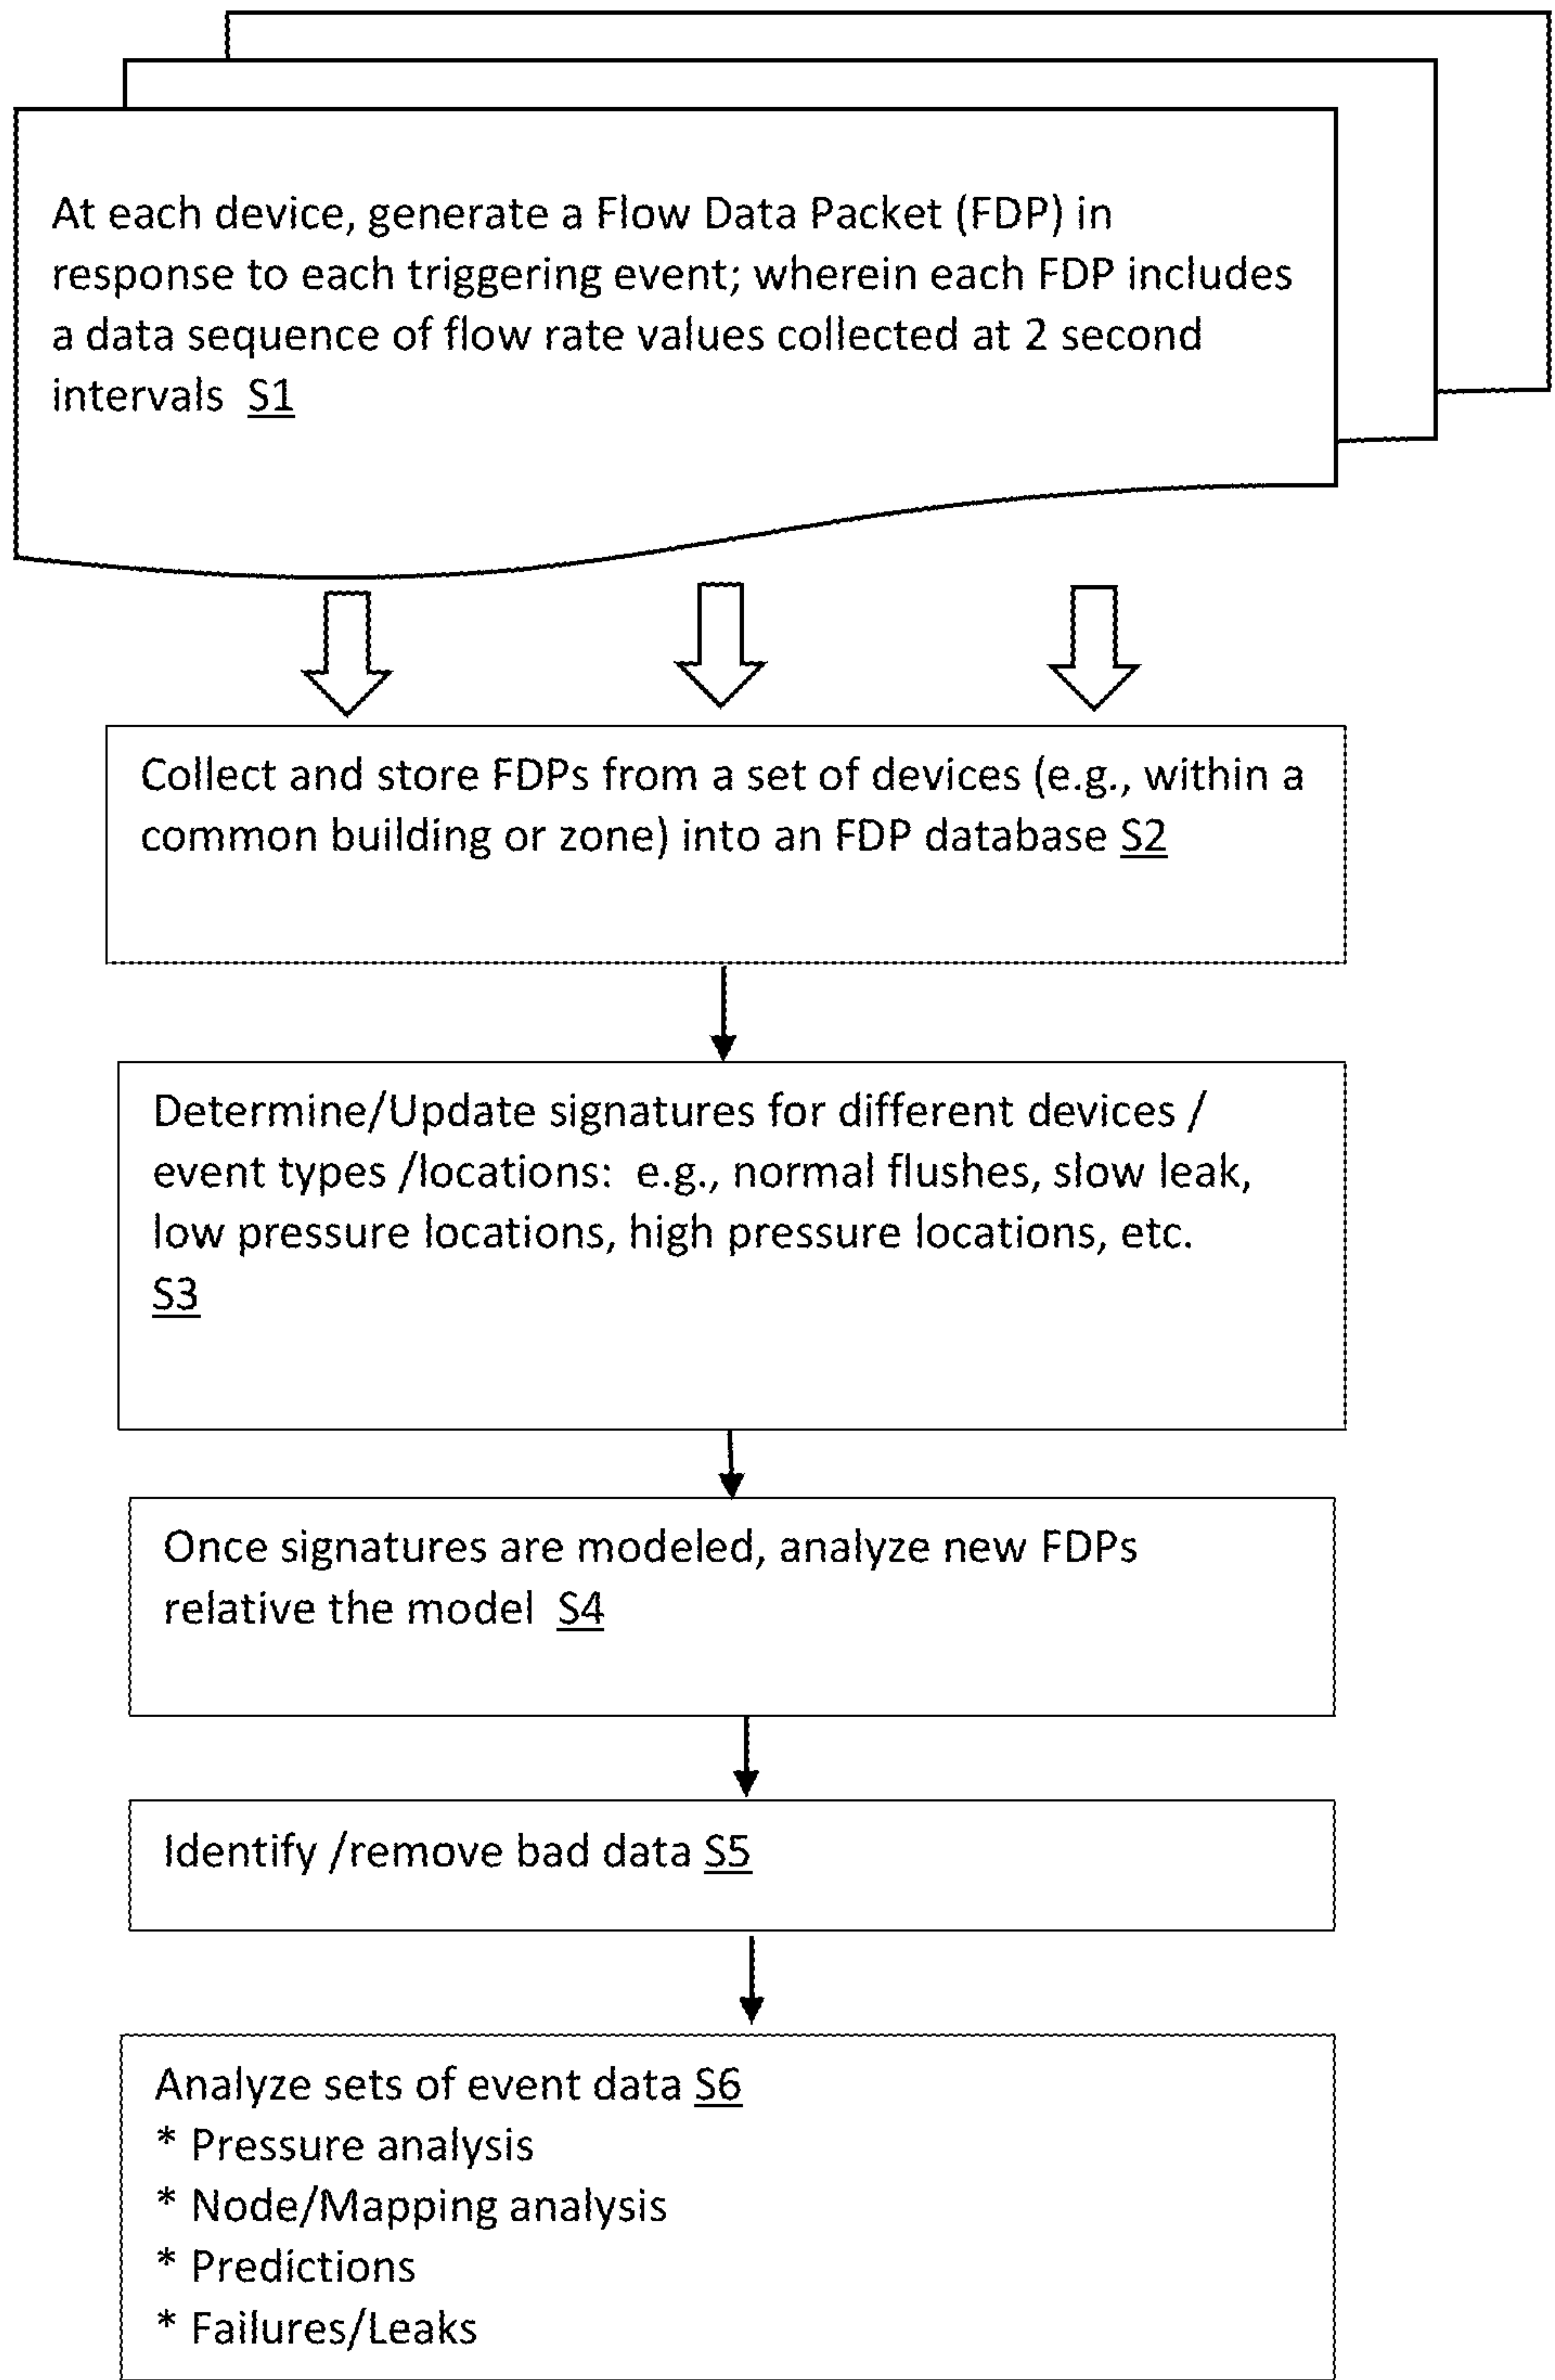 At each device, generate a Flow Data Packet (FDP) in
response to each triggering event; wherein each FDP includes
a data sequence of flow rate values collected at 2 second
intervals S1
Collect and store FDPs from a set of devices (e.g., within a
common building or zone) into an FDP database S2
Determine/Update signatures for different devices /
event types /locations: e.g., normal flushes, slow leak,
low pressure locations, high pressure locations, etc.
S3
Once signatures are modeled, analyze new FDPs
relative the model S4
Identify /remove bad data S5
Analyze sets of event data S6
* Pressure analysis
* Node/Mapping analysis
* Predictions
* Failures/Leaks